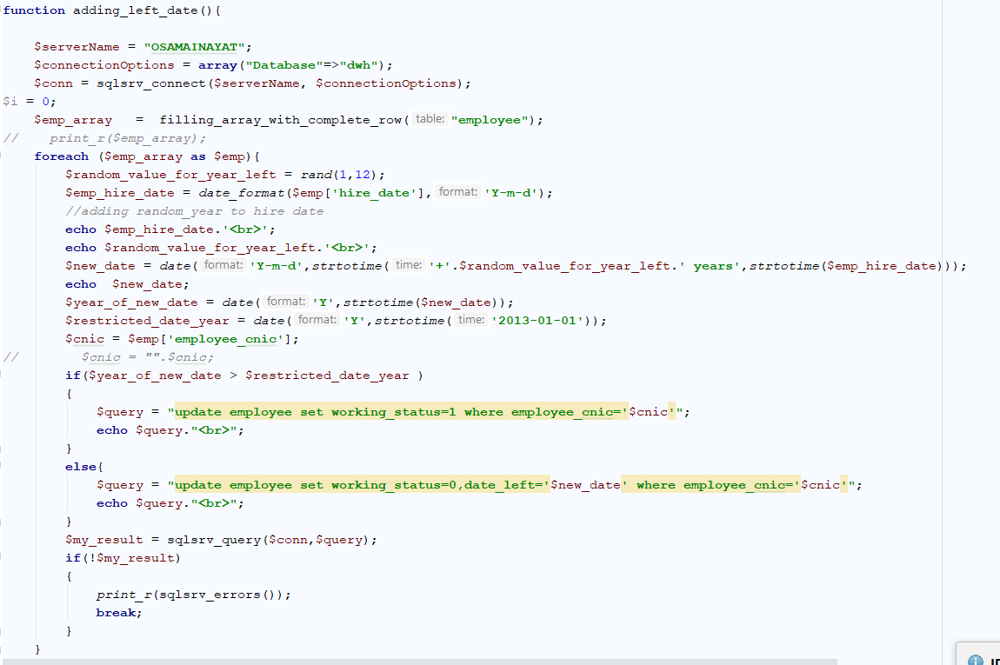 function adding_left_date(){
$serverName = "OSAMAINAYAT";
$connectionOptions = array("Database"=>"dwh");
$conn = sqlsrv_connect($serverName, $connectionOptions);
$i = 0;
$emp_array   =  filling_array_with_complete_row( table: "employee");
//    print_r($emp_array);
foreach ($emp_array as $emp){
$random_value_for_year_left = rand(1,12);
$emp_hire_date = date_format($emp['hire_date'], format: 'Y-m-d');
//adding random_year to hire date
echo $emp_hire_date.'<br>';
echo $random_value_for_year_left.'<br>';
$new_date = date( format: 'Y-m-d',strtotime( time: '+'.$random_value_for_year_left.' years',strtotime($emp_hire_date)));
echo  $new_date;
$year_of_new_date = date( format: 'Y',strtotime($new_date));
$restricted_date_year = date( format: 'Y',strtotime( time: '2013-01-01'));
$cnic = $emp['employee_cnic'];
//        $cnic = "".$cnic;
if($year_of_new_date > $restricted_date_year )
{
$query = "update employee set working_status=1 where employee_cnic='$cnic'";
echo $query."<br>";
}
else{
$query = "update employee set working_status=0,date_left='$new_date' where employee_cnic='$cnic'";
echo $query."<br>";
}
$my_result = sqlsrv_query($conn,$query);
if(!$my_result)
{
print_r(sqlsrv_errors());
break;
}
}